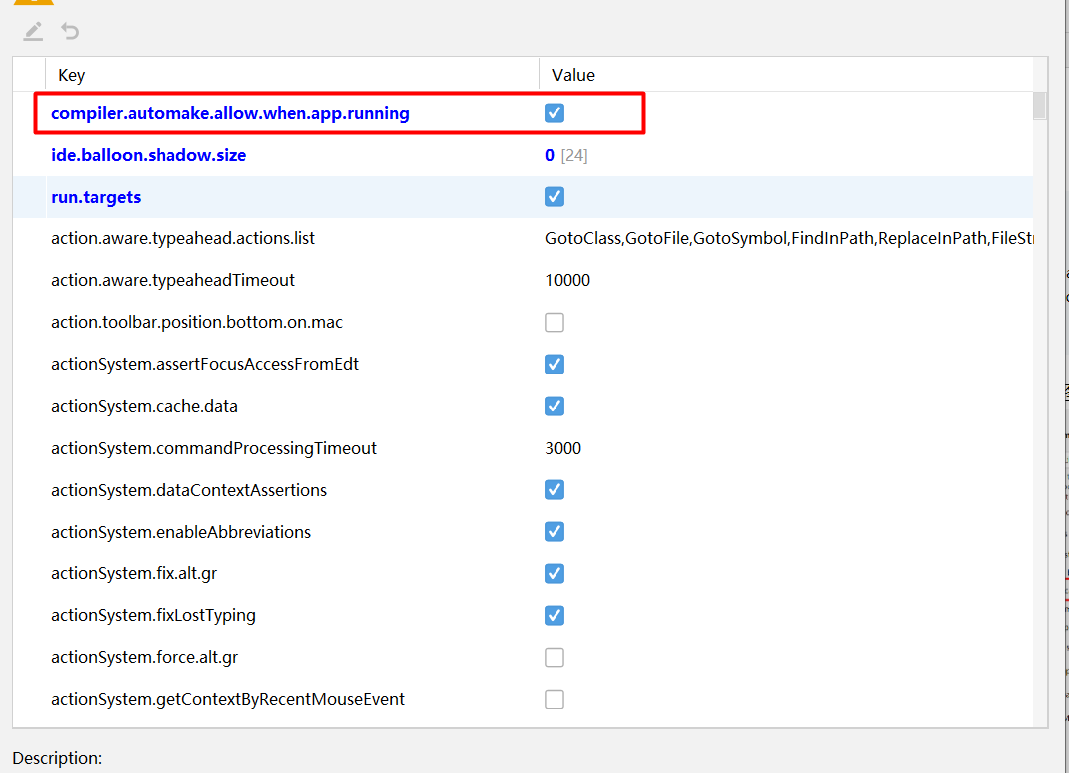 Key Value
compiler.automake.allow.when.app.running
ide.balloon.shadow.size 0 [24]
run.targets
action.aware.typeahead.actions.list GotoClass,GotoFile,GotoSymbol,FindInPath,ReplaceInPath,FileStr
action.aware.typeaheadTimeout 10000
action.toolbar.position.bottom.on.mac
actionSystem.assertFocusAccessFromEdt
actionSystem.cache.data
actionSystem.commandProcessingTimeout 3000
actionSystem.dataContextAssertions
actionSystem.enableAbbreviations
actionSystem.fix.alt.gr
actionSystem.fixLostTyping
actionSystem.force.alt.gr
actionSystem.getContextByRecentMouseEvent
Description: